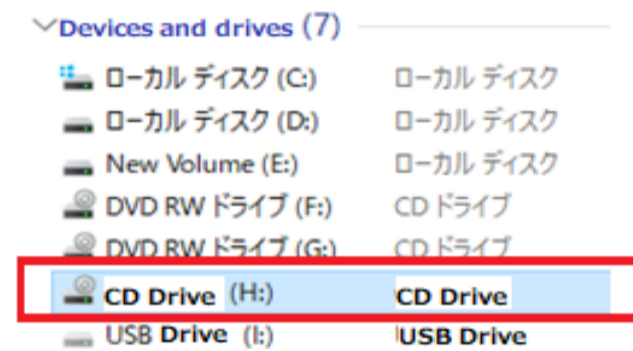 Devices and drives (7)
ローカル ディスク (C:) ローカル ディスク
ローカル ディスク (D:) ローカル ディスク
New Volume (E:) ローカル ディスク
DVD RW ドライブ (F:) CD ドライブ
DVD RW ドライブ (G:) CD ドライブ
CD Drive (H:) CD Drive
USB Drive (I:) USB Drive